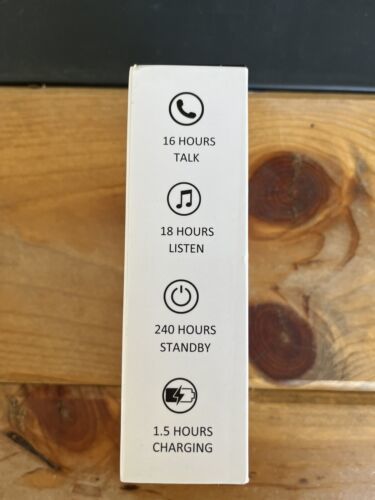 16 HOURS
TALK
18 HOURS
LISTEN
240 HOURS
STANDBY
1.5 HOURS
CHARGING